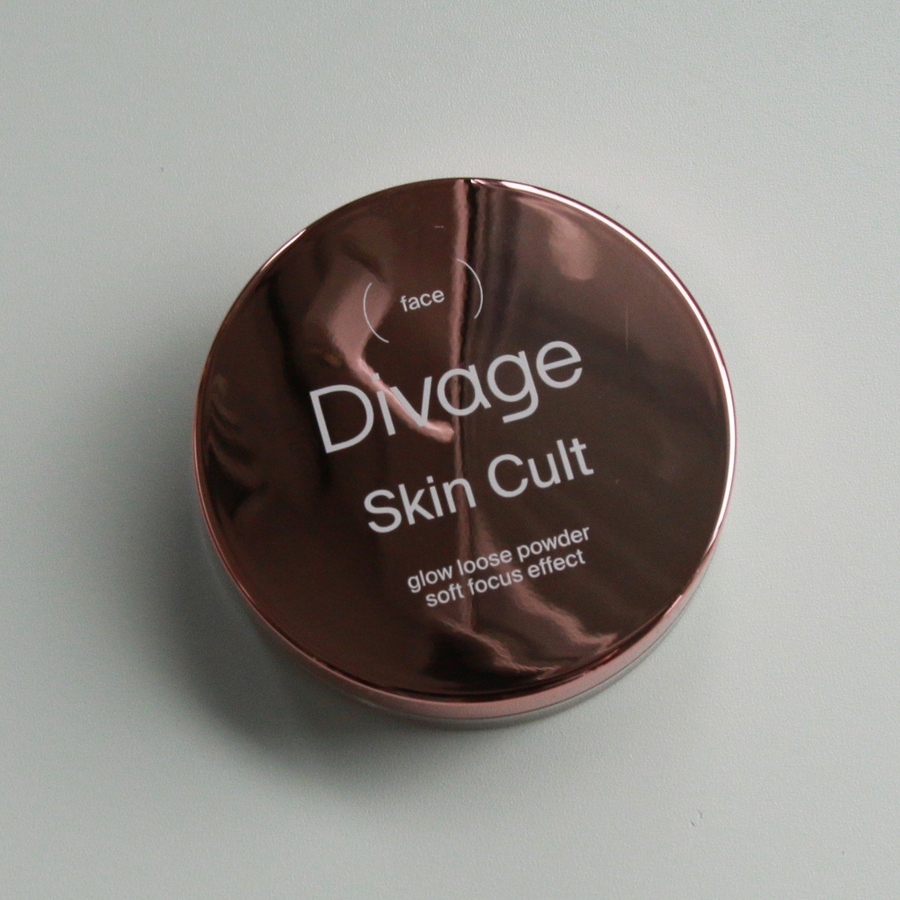 ( face )
Divage
Skin Cult
glow loose powder
soft focus effect